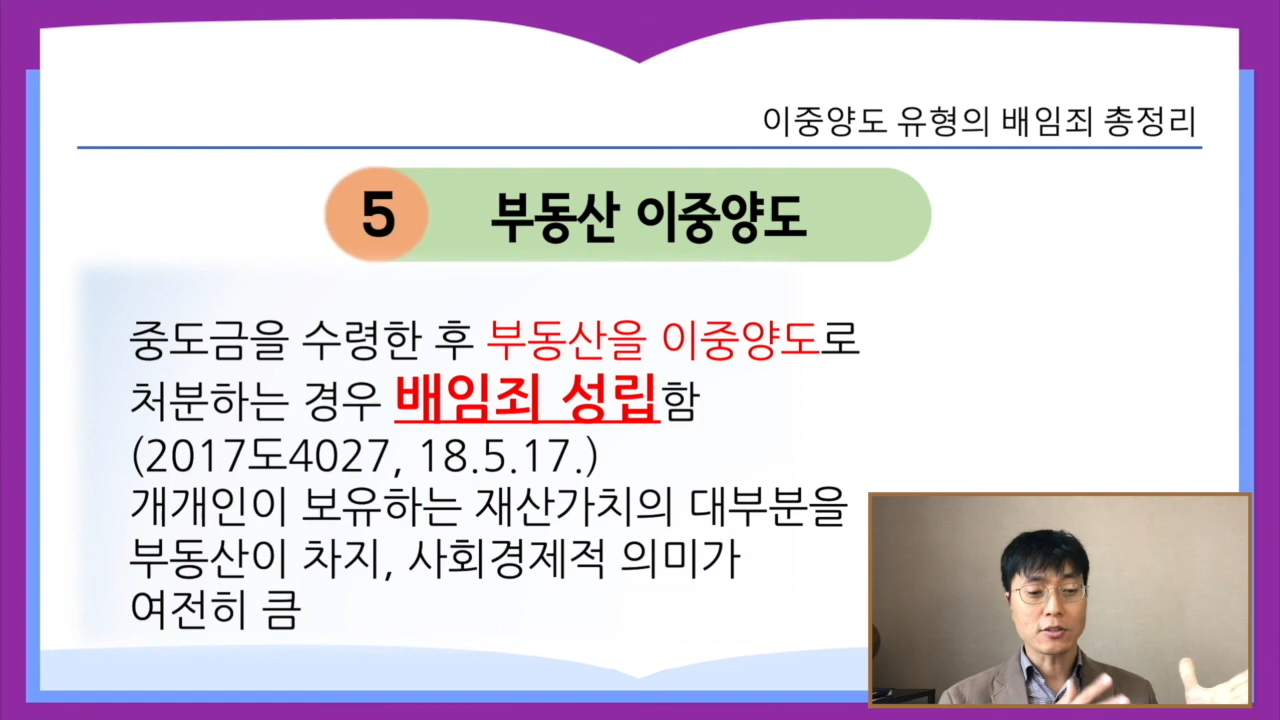 이중양도 유형의 배임죄 총정리
5 부동산 이중양도
중도금을 수령한 후 부동산을 이중양도로
처분하는 경우 배임죄 성립함
(2017도4027, 18.5.17.)
개개인이 보유하는 재산가치의 대부분을
부동산이 차지, 사회경제적 의미가
여전히 큼